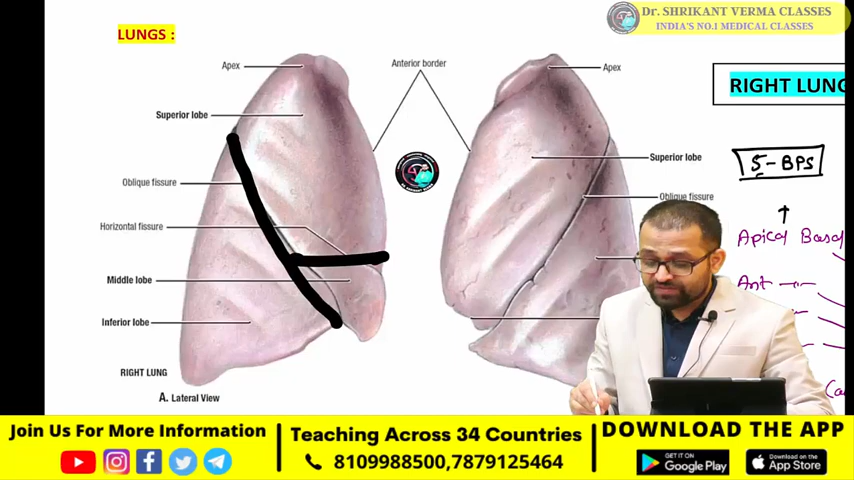 Dr. SHRIKANT VERMA CLASSES
INDIA'S NO.1 MEDICAL CLASSES
LUNGS :
Apex
Anterior border
Apex
RIGHT LUNG
Superior lobe
Superior lobe
5-BPS
Oblique fissure
Oblique fissure
Horizontal fissure
Apical Basal
Middle lobe
Ant
Inferior lobe
RIGHT LUNG
A. Lateral View
Join Us For More Information
Teaching Across 34 Countries
8109988500,7879125464
DOWNLOAD THE APP
GET IT ON
Google Play
Download on the
App Store